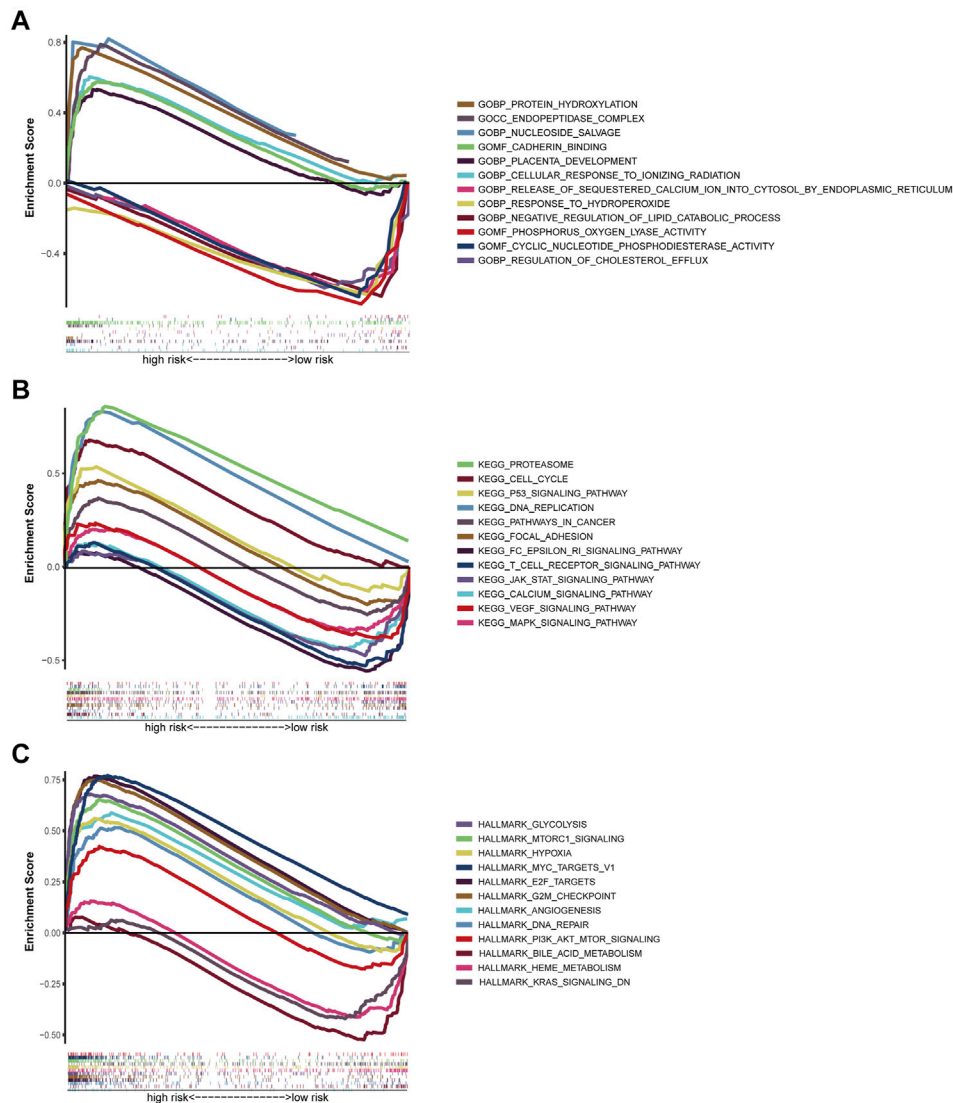 A
0.8
0.4
0.0
−0.4
Enrichment Score
GOBP_PROTEIN_HYDROXYLATION
GOCC_ENDOPEPTIDASE_COMPLEX
GOBP_NUCLEOSIDE_SALVAGE
GOMF_CADHERIN_BINDING
GOBP_PLACENTA_DEVELOPMENT
GOBP_CELLULAR_RESPONSE_TO_IONIZING_RADIATION
GOBP_RELEASE_OF_SEQUESTERED_CALCIUM_ION_INTO_CYTOSOL_BY_ENDOPLASMIC_RETICULUM
GOBP_RESPONSE_TO_HYDROPEROXIDE
GOBP_NEGATIVE_REGULATION_OF_LIPID_CATABOLIC_PROCESS
GOMF_PHOSPHORUS_OXYGEN_LYASE_ACTIVITY
GOMF_CYCLIC_NUCLEOTIDE_PHOSPHODIESTERASE_ACTIVITY
GOBP_REGULATION_OF_CHOLESTEROL_EFFLUX
high risk<-------------->low risk
B
0.5
0.0
−0.5
Enrichment Score
KEGG_PROTEASOME
KEGG_CELL_CYCLE
KEGG_P53_SIGNALING_PATHWAY
KEGG_DNA_REPLICATION
KEGG_PATHWAYS_IN_CANCER
KEGG_FOCAL_ADHESION
KEGG_FC_EPSILON_RI_SIGNALING_PATHWAY
KEGG_T_CELL_RECEPTOR_SIGNALING_PATHWAY
KEGG_JAK_STAT_SIGNALING_PATHWAY
KEGG_CALCIUM_SIGNALING_PATHWAY
KEGG_VEGF_SIGNALING_PATHWAY
KEGG_MAPK_SIGNALING_PATHWAY
high risk<-------------->low risk
C
0.75
0.50
0.25
0.00
−0.25
−0.50
Enrichment Score
HALLMARK_GLYCOLYSIS
HALLMARK_MTORC1_SIGNALING
HALLMARK_HYPOXIA
HALLMARK_MYC_TARGETS_V1
HALLMARK_E2F_TARGETS
HALLMARK_G2M_CHECKPOINT
HALLMARK_ANGIOGENESIS
HALLMARK_DNA_REPAIR
HALLMARK_PI3K_AKT_MTOR_SIGNALING
HALLMARK_BILE_ACID_METABOLISM
HALLMARK_HEME_METABOLISM
HALLMARK_KRAS_SIGNALING_DN
high risk<-------------->low risk